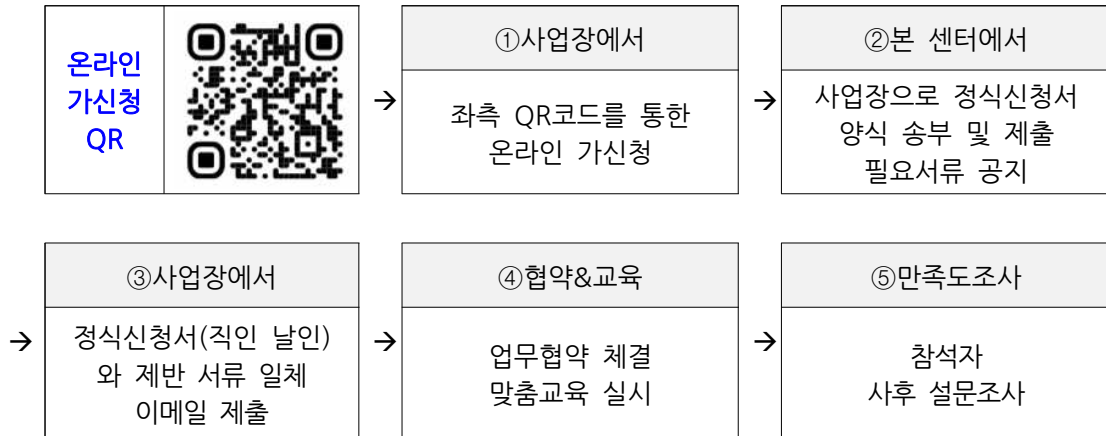 온라인
가신청
QR
→
①사업장에서
좌측 QR코드를 통한
온라인 가신청
→
②본 센터에서
사업장으로 정식신청서
양식 송부 및 제출
필요서류 공지
→
③사업장에서
정식신청서(직인 날인)
와 제반 서류 일체
이메일 제출
→
④협약&교육
업무협약 체결
맞춤교육 실시
→
⑤만족도조사
참석자
사후 설문조사